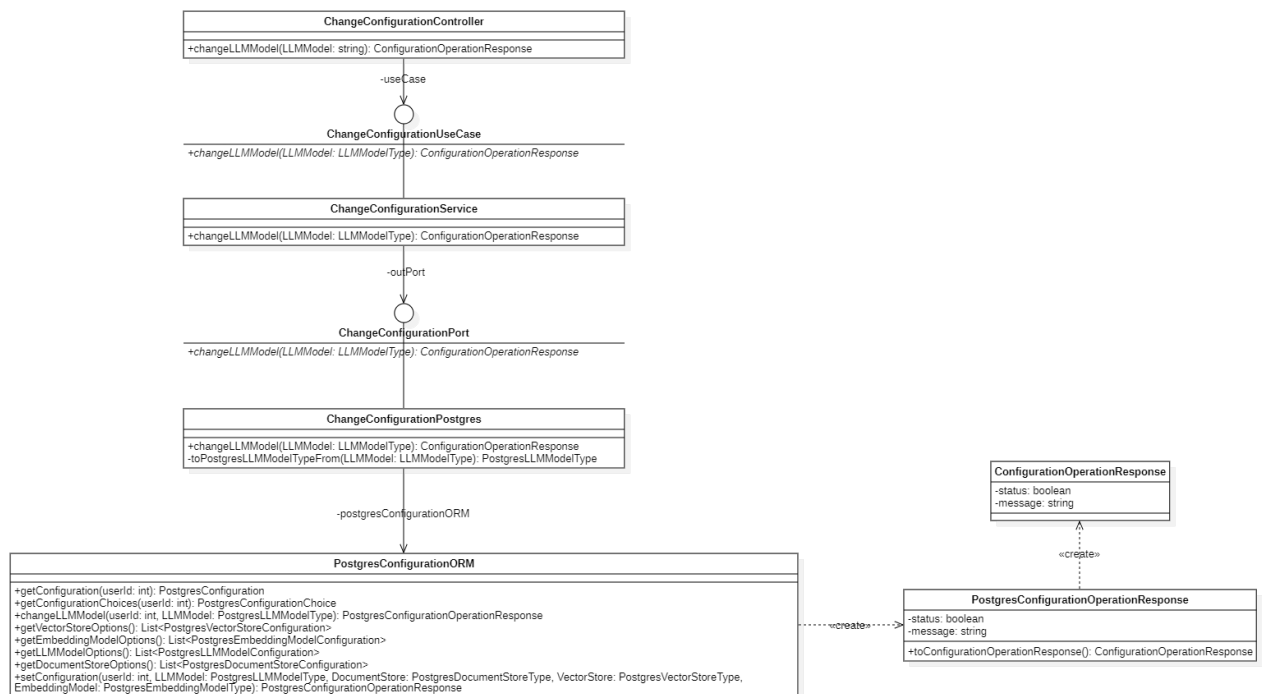 ChangeConfigurationController
+changeLLMModel(LLMModel: string): ConfigurationOperationResponse
-useCase
ChangeConfigurationUseCase
+changeLLMModel(LLMModel: LLMModelType): ConfigurationOperationResponse
ChangeConfigurationService
+changeLLMModel(LLMModel: LLMModelType): ConfigurationOperationResponse
-outPort
ChangeConfigurationPort
+changeLLMModel(LLMModel: LLMModelType): ConfigurationOperationResponse
ChangeConfigurationPostgres
+changeLLMModel(LLMModel: LLMModelType): ConfigurationOperationResponse
-toPostgresLLMModelTypeFrom(LLMModel: LLMModelType): PostgresLLMModelType
-postgresConfigurationORM
PostgresConfigurationORM
+getConfiguration(userId: int): PostgresConfiguration
+getConfigurationChoices(userId: int): PostgresConfigurationChoice
+changeLLMModel(userId: int, LLMModel: PostgresLLMModelType): PostgresConfigurationOperationResponse
+getVectorStoreOptions(): List<PostgresVectorStoreConfiguration>
+getEmbeddingModelOptions(): List<PostgresEmbeddingModelConfiguration>
+getLLMModelOptions(): List<PostgresLLMModelConfiguration>
+getDocumentStoreOptions(): List<PostgresDocumentStoreConfiguration>
+setConfiguration(userId: int, LLMModel: PostgresLLMModelType, DocumentStore: PostgresDocumentStoreType, VectorStore: PostgresVectorStoreType,
EmbeddingModel: PostgresEmbeddingModelType): PostgresConfigurationOperationResponse
«create»
ConfigurationOperationResponse
-status: boolean
-message: string
«create»
PostgresConfigurationOperationResponse
-status: boolean
-message: string
+toConfigurationOperationResponse(): ConfigurationOperationResponse